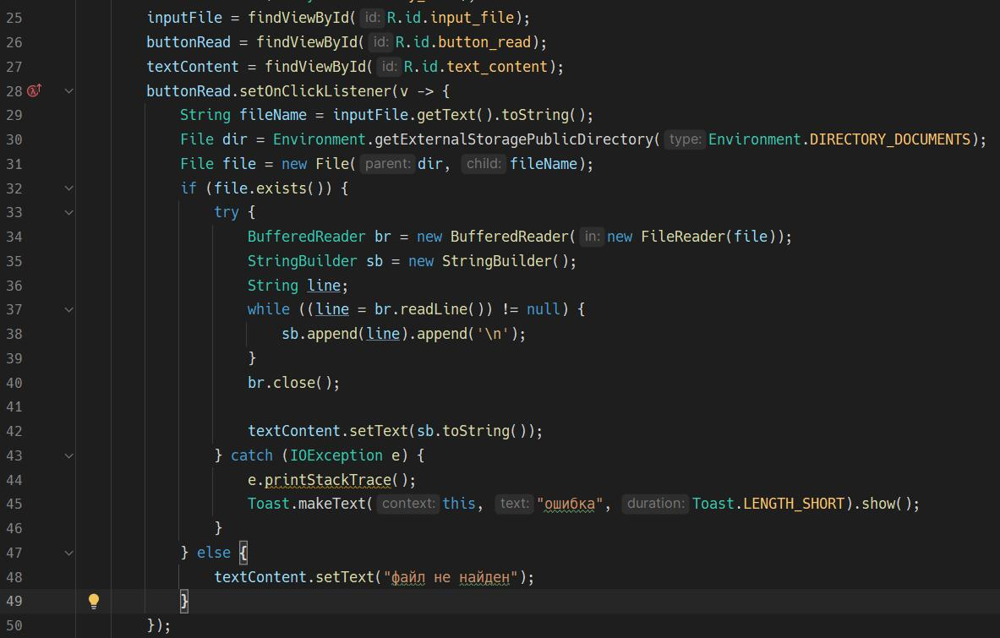 25 inputFile = findViewById( id: R.id.input_file);
26 buttonRead = findViewById( id: R.id.button_read);
27 textContent = findViewById( id: R.id.text_content);
28 buttonRead.setOnClickListener(v -> {
29 String fileName = inputFile.getText().toString();
30 File dir = Environment.getExternalStoragePublicDirectory( type: Environment.DIRECTORY_DOCUMENTS);
31 File file = new File( parent: dir, child: fileName);
32 if (file.exists()) {
33 try {
34 BufferedReader br = new BufferedReader( in: new FileReader(file));
35 StringBuilder sb = new StringBuilder();
36 String line;
37 while ((line = br.readLine()) != null) {
38 sb.append(line).append('\n');
39 }
40 br.close();
41
42 textContent.setText(sb.toString());
43 } catch (IOException e) {
44 e.printStackTrace();
45 Toast.makeText( context: this, text: "ошибка", duration: Toast.LENGTH_SHORT).show();
46 }
47 } else {
48 textContent.setText("файл не найден");
49 }
50 });